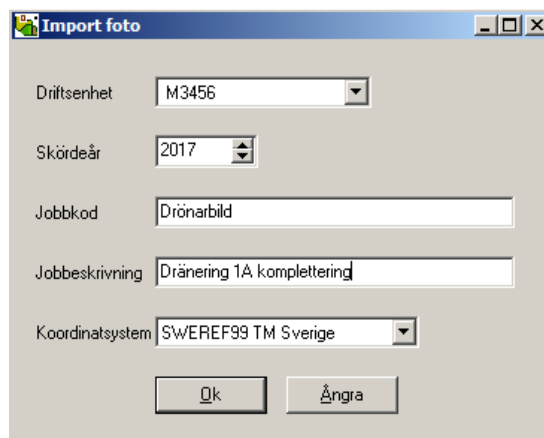 Import foto
Driftsenhet M3456
Skördeår 2017
Jobbkod Drönarbild
Jobbeskrivning Dränering 1A komplettering
Koordinatsystem SWEREF99 TM Sverige
Ok Ångra